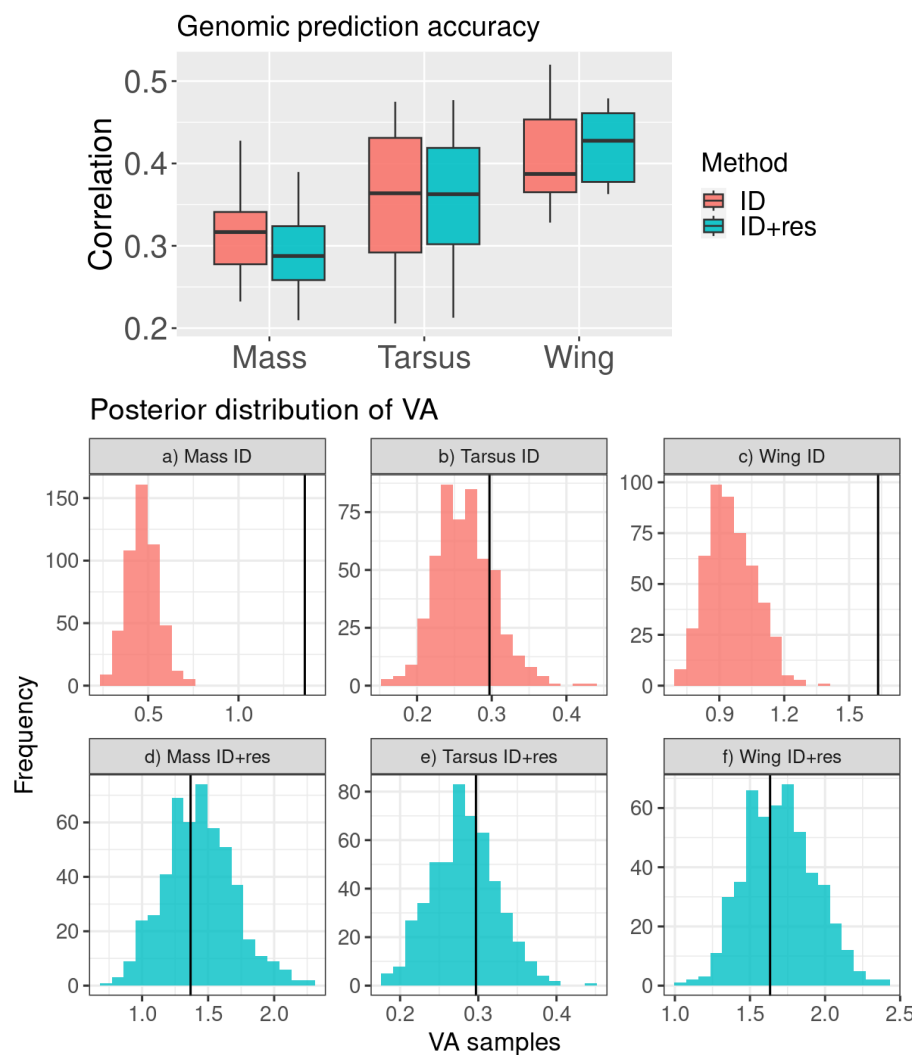 Genomic prediction accuracy
Correlation
0.5
0.4
0.3
0.2
Mass Tarsus Wing
Method
ID
ID+res
Posterior distribution of VA
Frequency
a) Mass ID
150
100
50
0
0.5 1.0
b) Tarsus ID
75
50
25
0
0.2 0.3 0.4
c) Wing ID
100
75
50
25
0
0.9 1.2 1.5
d) Mass ID+res
60
40
20
0
1.0 1.5 2.0
e) Tarsus ID+res
80
60
40
20
0
0.2 0.3 0.4
f) Wing ID+res
60
40
20
0
1.0 1.5 2.0 2.5
VA samples